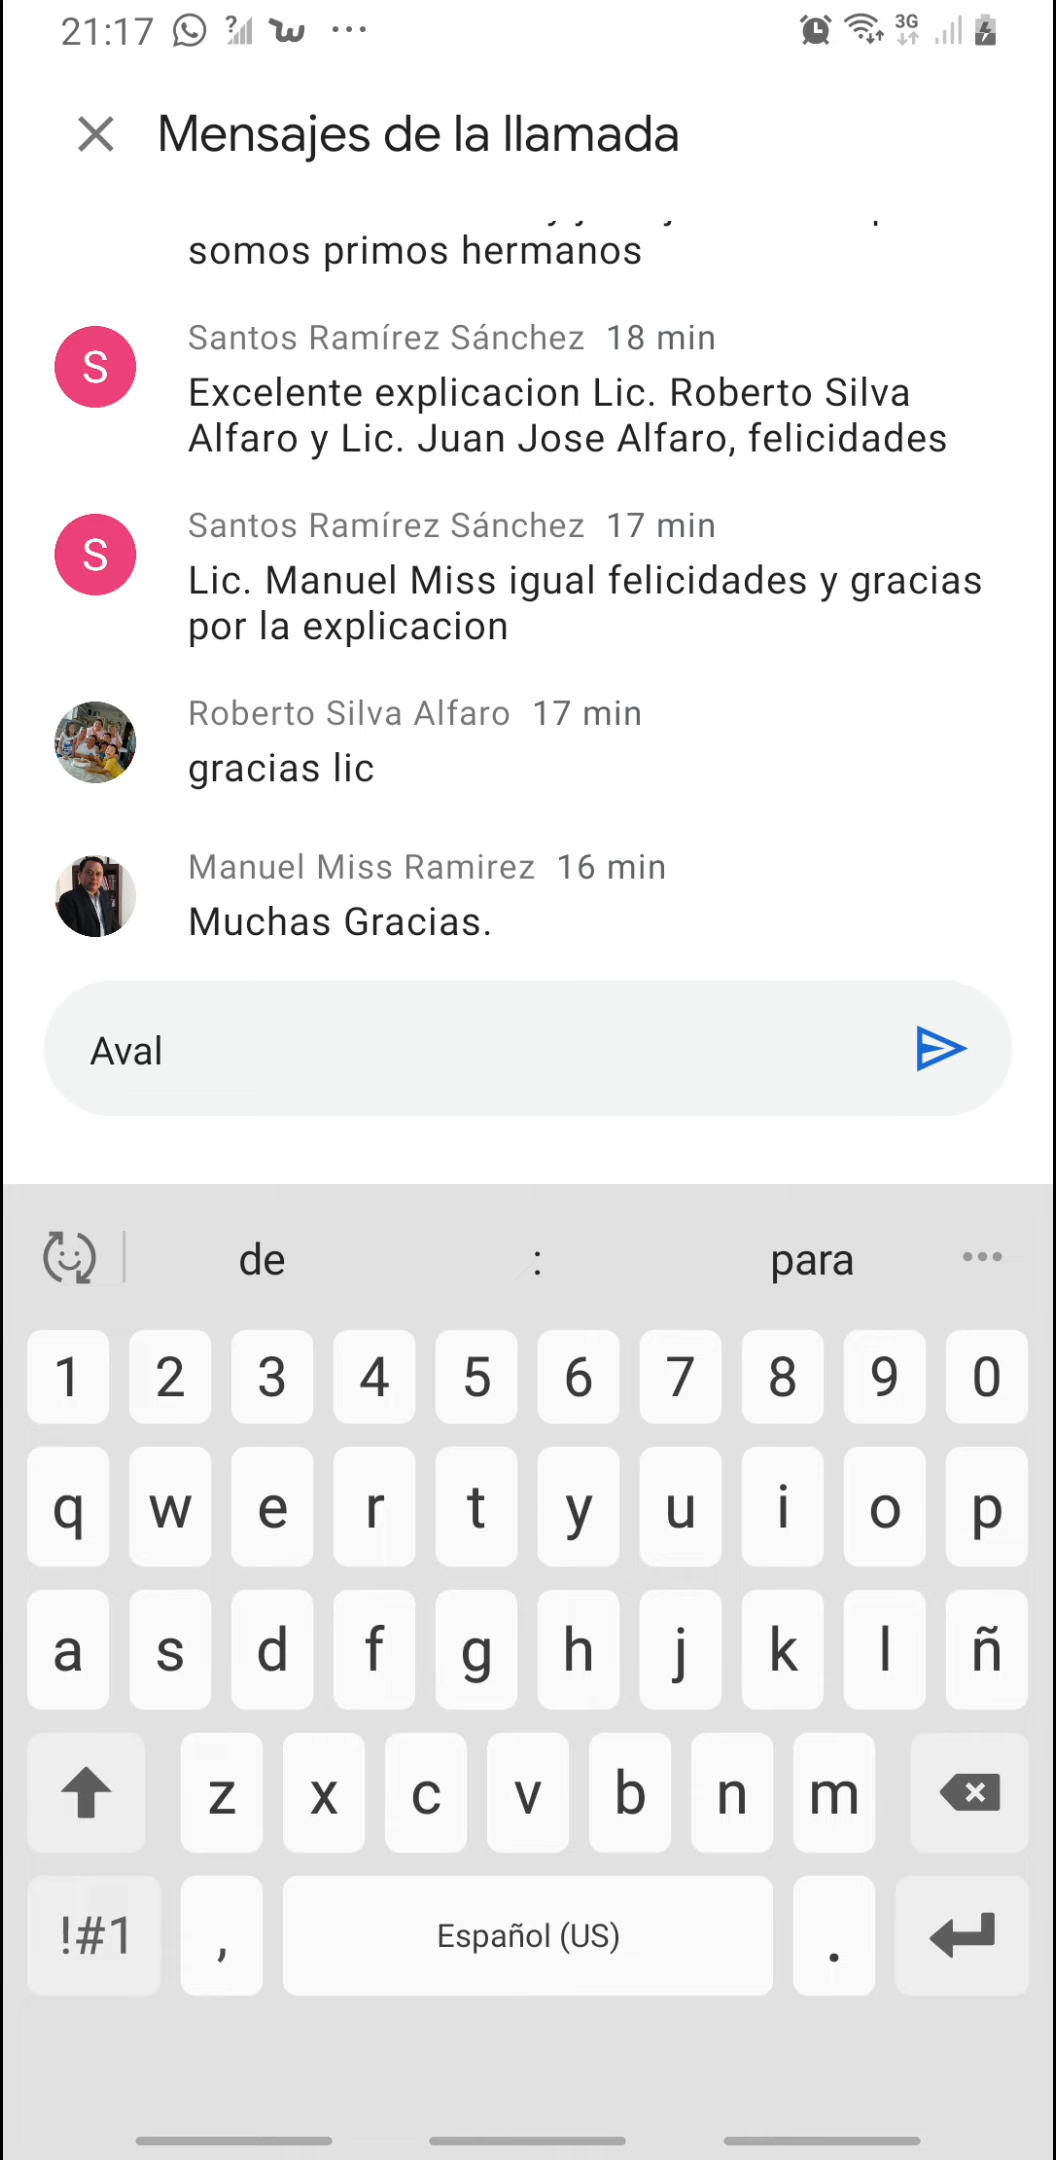 21:17
3G
Mensajes de la llamada
somos primos hermanos
Santos Ramírez Sánchez 18 min
S
Excelente explicacion Lic. Roberto Silva
Alfaro y Lic. Juan Jose Alfaro, felicidades
Santos Ramírez Sánchez 17 min
S
Lic. Manuel Miss igual felicidades y gracias
por la explicacion
Roberto Silva Alfaro 17 min
gracias lic
Manuel Miss Ramirez 16 min
Muchas Gracias.
Aval
de : para
1 2 3 4 5 6 7 8 9 0
q w e r t y u i o p
a s d f g h j k l ñ
z x c v b n m
!#1 , Español (US) .